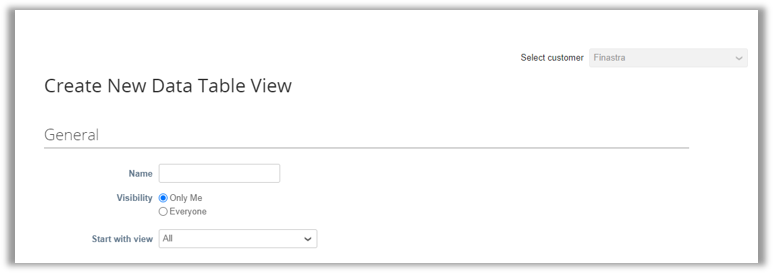 Select customer Finastra
Create New Data Table View
General
Name
Visibility Only Me
Everyone
Start with view All